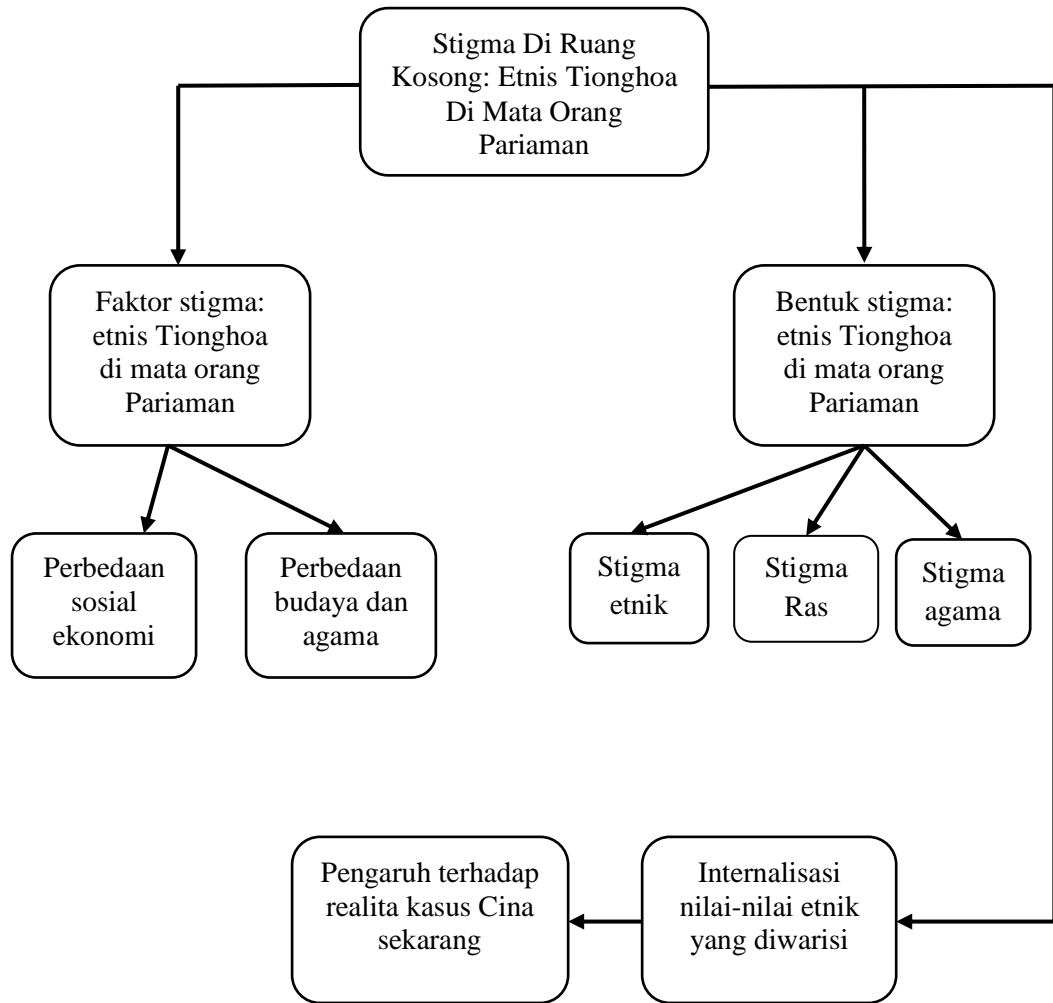 Stigma Di Ruang
Kosong: Etnis Tionghoa
Di Mata Orang
Pariaman
Faktor stigma:
etnis Tionghoa
di mata orang
Pariaman
Bentuk stigma:
etnis Tionghoa
di mata orang
Pariaman
Perbedaan
sosial
ekonomi
Perbedaan
budaya dan
agama
Stigma
etnik
Stigma
Ras
Stigma
agama
Pengaruh terhadap
realita kasus Cina
sekarang
Internalisasi
nilai-nilai etnik
yang diwarisi